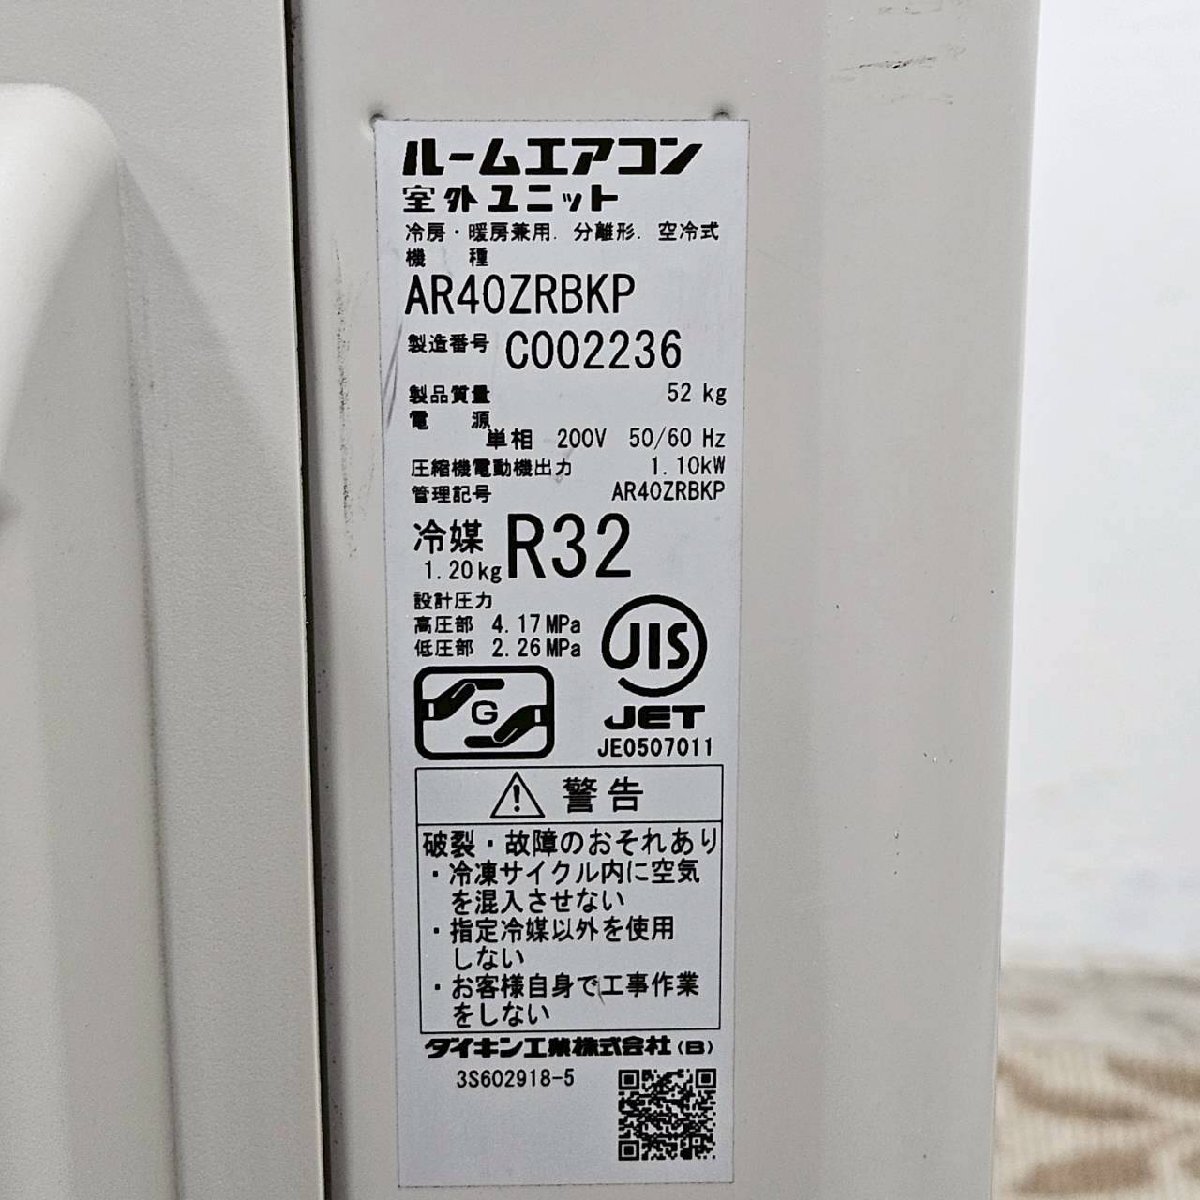 ルームエアコン
室外ユニット
冷房・暖房兼用. 分離形. 空冷式
機 種
AR40ZRBKP
製造番号 C002236
製品質量 52 kg
電 源
単相 200V 50/60 Hz
圧縮機電動機出力 1.10kW
管理記号 AR40ZRBKP
冷媒 R32
1.20kg
設計圧力
高圧部 4.17MPa
低圧部 2.26MPa
JIS
G
JET
JE0507011
警告
破裂・故障のおそれあり
・冷凍サイクル内に空気
を混入させない
・指定冷媒以外を使用
しない
・お客様自身で工事作業
をしない
ダイキン工業株式会社(B)
3S602918-5